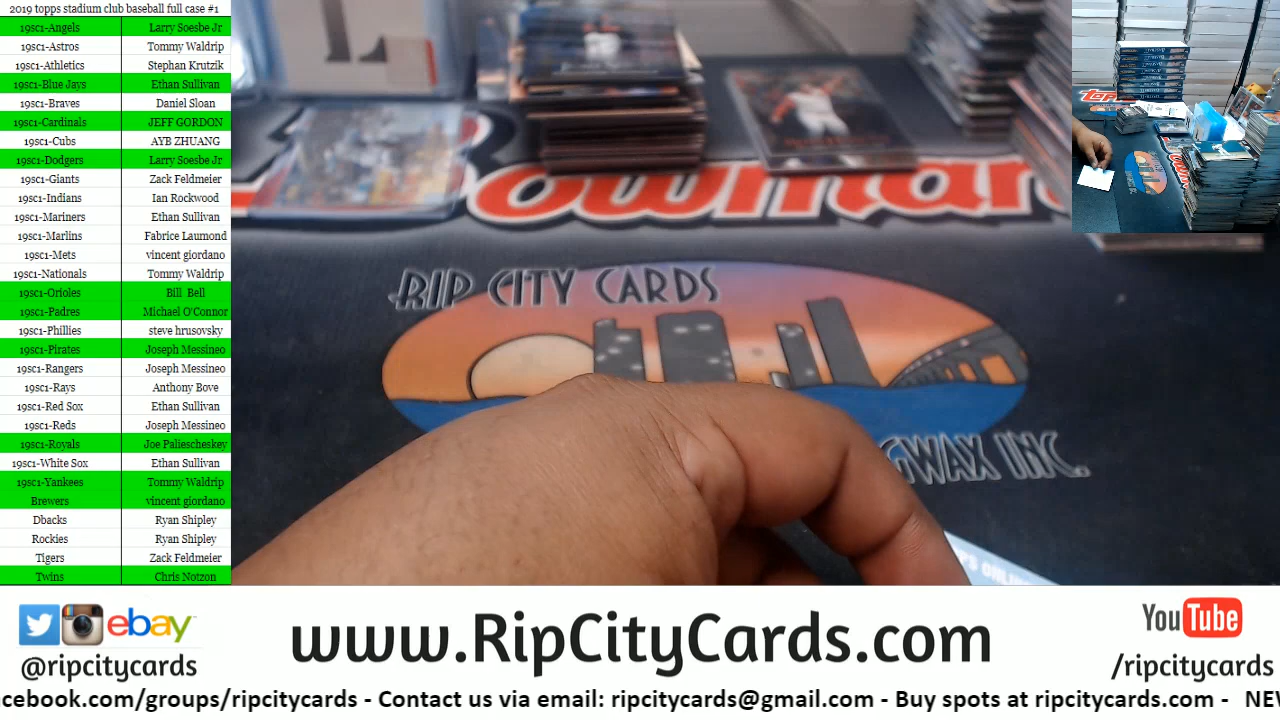 2019 topps stadium club baseball full case #1
19sc1-Angels Larry Soesbe Jr
19sc1-Astros Tommy Waldrip
19sc1-Athletics Stephan Krutzik
19sc1-Blue Jays Ethan Sullivan
19sc1-Braves Daniel Sloan
19sc1-Cardinals JEFF GORDON
19sc1-Cubs AYB ZHUANG
19sc1-Dodgers Larry Soesbe Jr
19sc1-Giants Zack Feldmeier
19sc1-Indians Ian Rockwood
19sc1-Mariners Ethan Sullivan
19sc1-Marlins Fabrice Laumond
19sc1-Mets vincent giordano
19sc1-Nationals Tommy Waldrip
19sc1-Orioles Bill Bell
19sc1-Padres Michael O'Connor
19sc1-Phillies steve hrusovsky
19sc1-Pirates Joseph Messineo
19sc1-Rangers Joseph Messineo
19sc1-Rays Anthony Bove
19sc1-Red Sox Ethan Sullivan
19sc1-Reds Joseph Messineo
19sc1-Royals Joe Paliescheskey
19sc1-White Sox Ethan Sullivan
19sc1-Yankees Tommy Waldrip
Brewers vincent giordano
Dbacks Ryan Shipley
Rockies Ryan Shipley
Tigers Zack Feldmeier
Twins Chris Notzon
Bowman
RIP CITY CARDS
GWAX INC.
ebay
@ripcitycards
www.RipCityCards.com
YouTube
/ripcitycards
cebook.com/groups/ripcitycards - Contact us via email: ripcitycards@gmail.com - Buy spots at ripcitycards.com - NEW